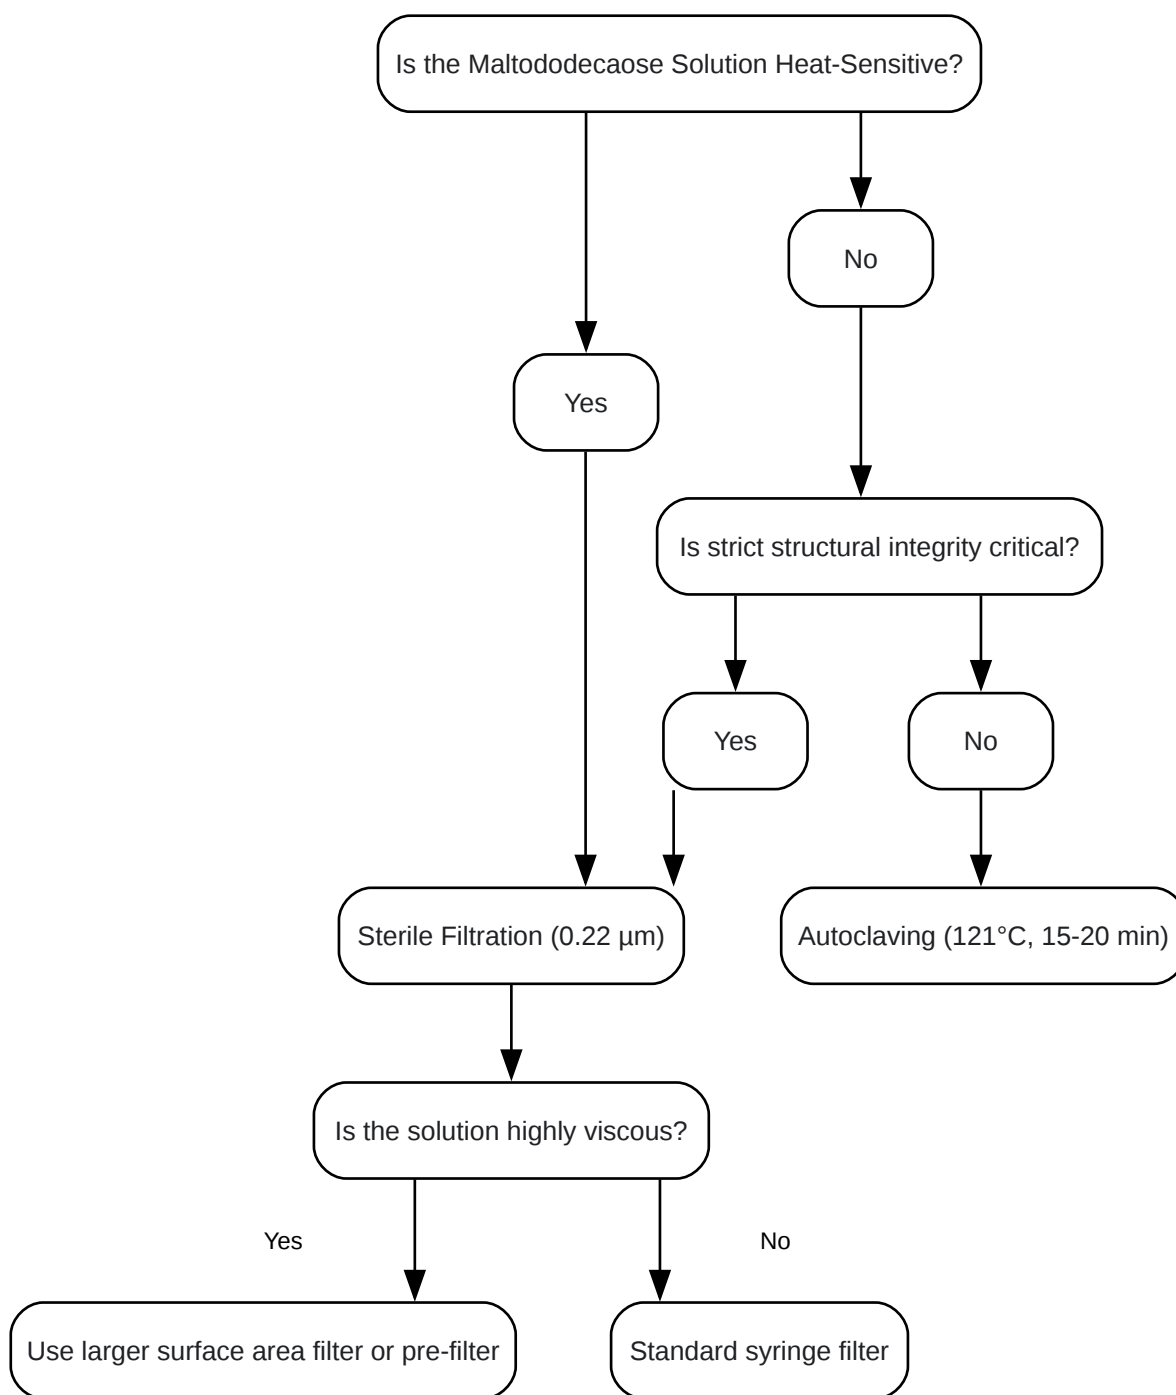 Is the Maltododecaose Solution Heat-Sensitive?
No
Yes
Is strict structural integrity critical?
Yes
No
Sterile Filtration (0.22 µm)
Autoclaving (121°C, 15-20 min)
Is the solution highly viscous?
Yes
No
Use larger surface area filter or pre-filter
Standard syringe filter